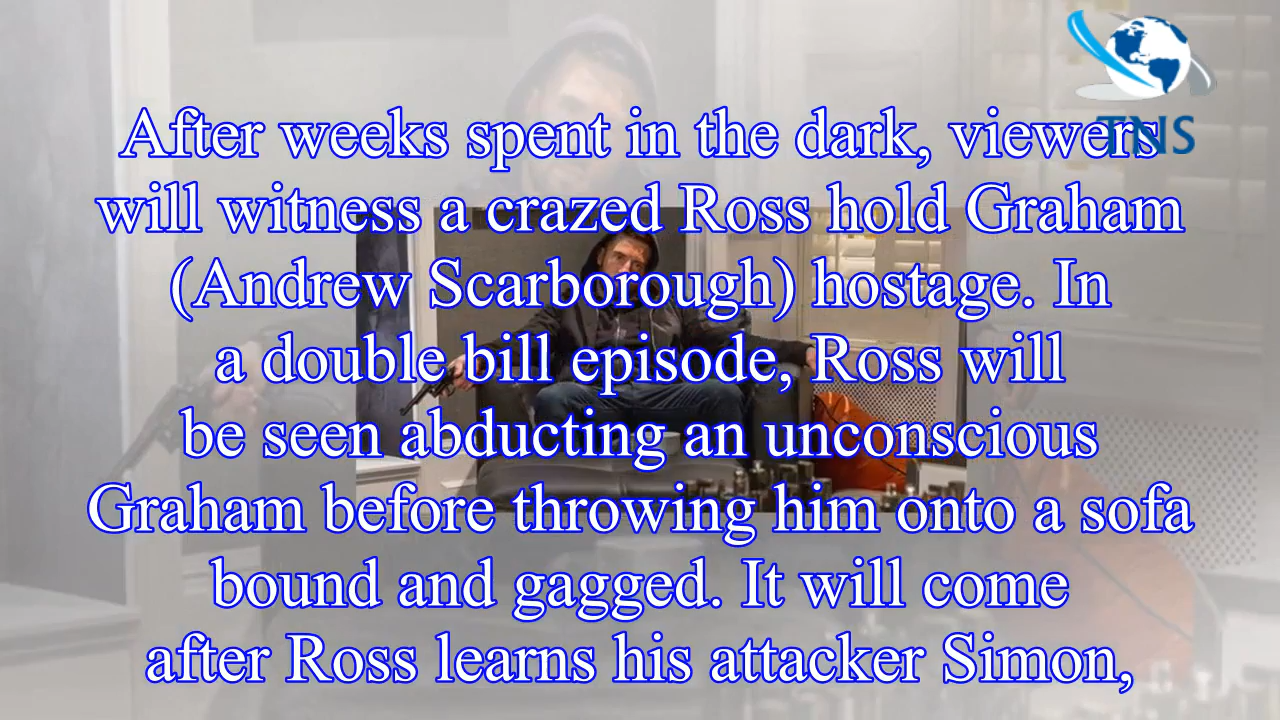 TNS
After weeks spent in the dark, viewers
will witness a crazed Ross hold Graham
(Andrew Scarborough) hostage. In
a double bill episode, Ross will
be seen abducting an unconscious
Graham before throwing him onto a sofa
bound and gagged. It will come
after Ross learns his attacker Simon,